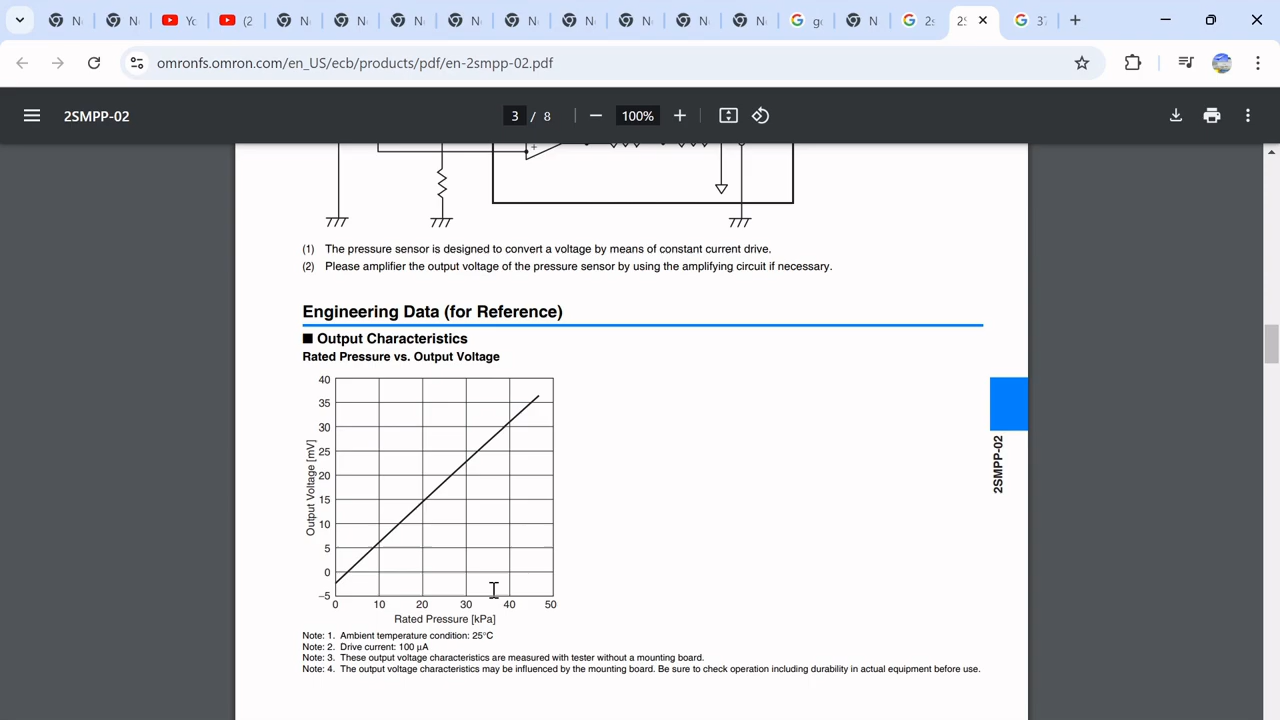 N
N
Yo
(2
N
N
N
N
N
N
N
N
N
N
2s
2S
37
omronfs.omron.com/en_US/ecb/products/pdf/en-2smpp-02.pdf
2SMPP-02
3 / 8
100%
(1) The pressure sensor is designed to convert a voltage by means of constant current drive.
(2) Please amplifier the output voltage of the pressure sensor by using the amplifying circuit if necessary.
Engineering Data (for Reference)
■ Output Characteristics
Rated Pressure vs. Output Voltage
40
35
30
25
20
15
10
5
0
−5
Output Voltage [mV]
0 10 20 30 40 50
Rated Pressure [kPa]
2SMPP-02
Note: 1. Ambient temperature condition: 25°C
Note: 2. Drive current: 100 μA
Note: 3. These output voltage characteristics are measured with tester without a mounting board.
Note: 4. The output voltage characteristics may be influenced by the mounting board. Be sure to check operation including durability in actual equipment before use.